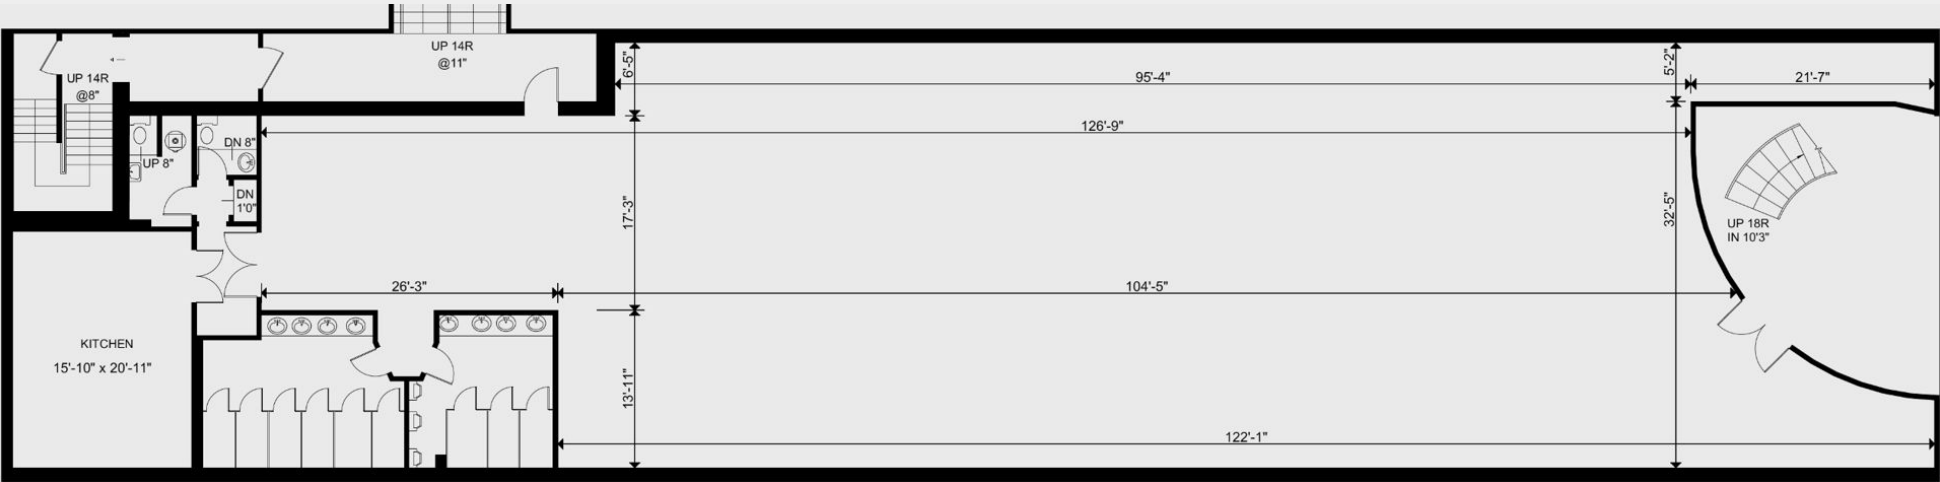 UP 14R
@11"
6'-5"
5'-2"
UP 14R
@8"
95'-4"
21'-7"
126'-9"
DN 8"
UP 8"
DN
1'0"
17'-3"
32'-5"
UP 18R
IN 10'3"
26'-3"
104'-5"
KITCHEN
15'-10" x 20'-11"
13'-11"
122'-1"